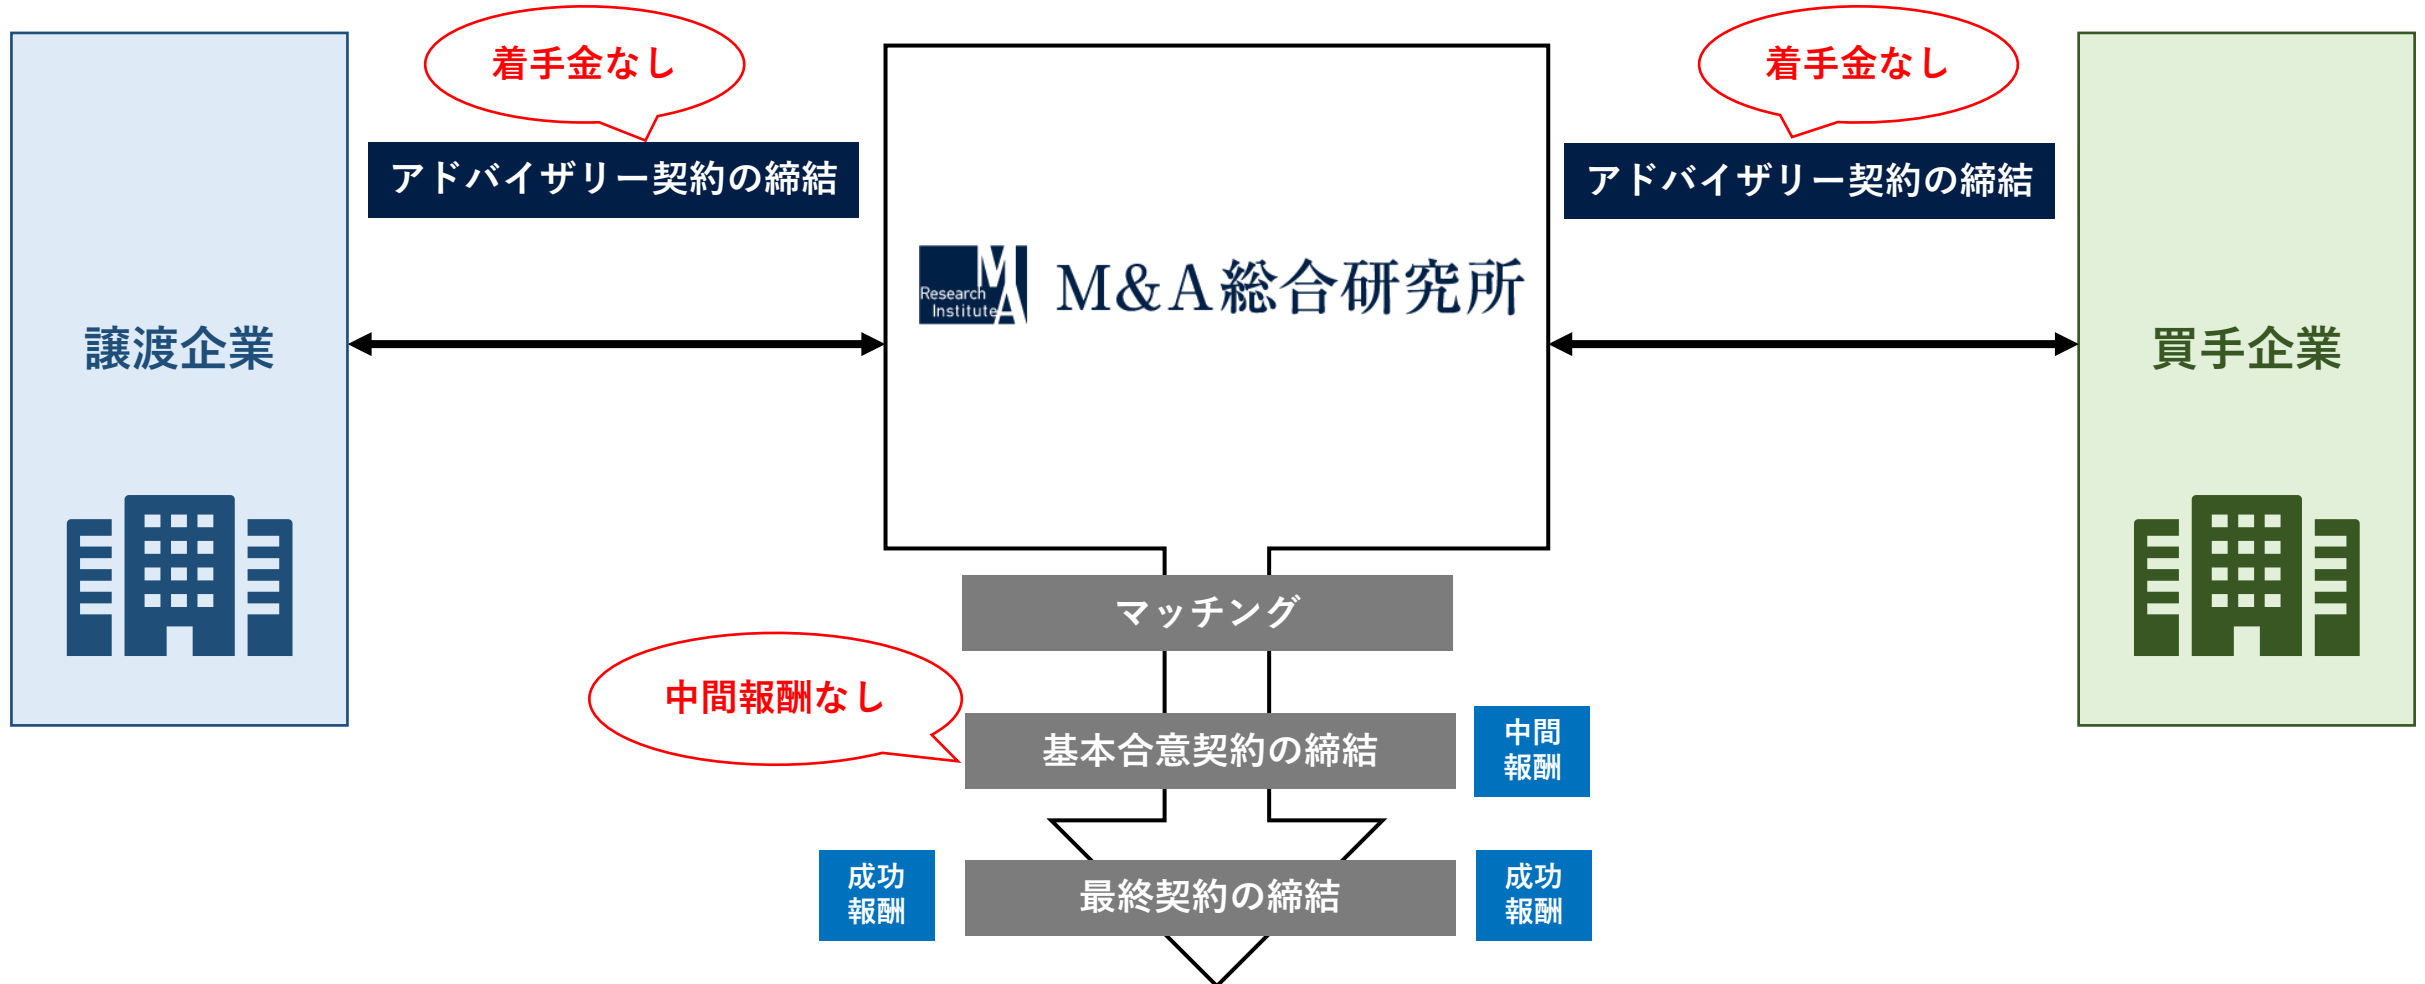 着手金なし
着手金なし
アドバイザリー契約の締結
アドバイザリー契約の締結
MA
Research
Institute
M&A総合研究所
譲渡企業
買手企業
マッチング
中間報酬なし
基本合意契約の締結
中間
報酬
成功
報酬
最終契約の締結
成功
報酬